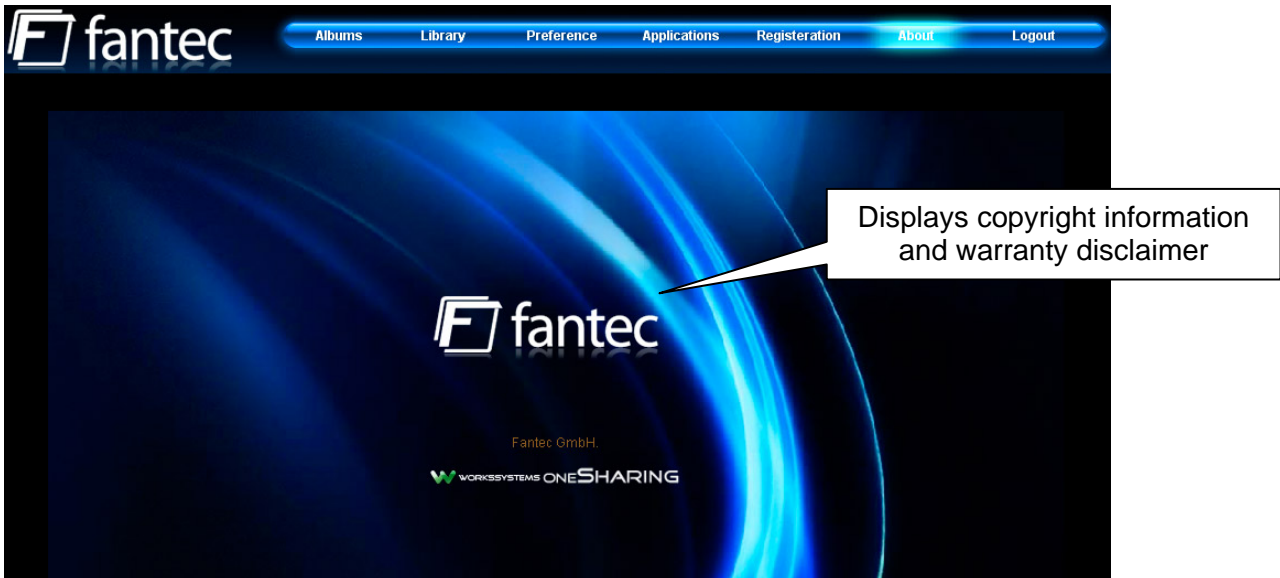 fantec
Albums Library Preference Applications Registeration About Logout
Displays copyright information
and warranty disclaimer
fantec
Fantec GmbH.
WORKSSYSTEMS ONESHARING